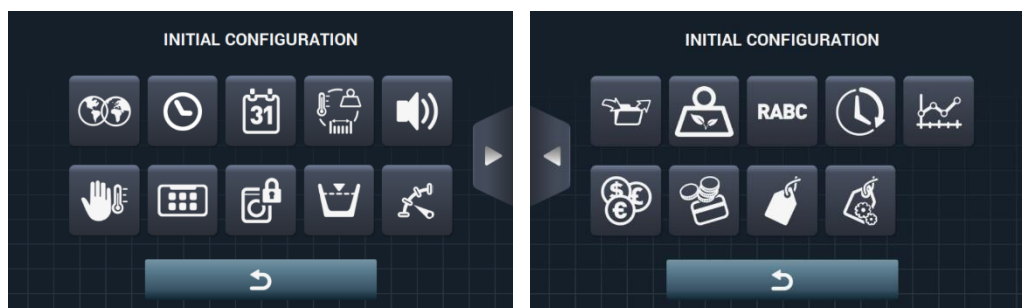 INITIAL CONFIGURATION
31
INITIAL CONFIGURATION
RABC
$ £
€